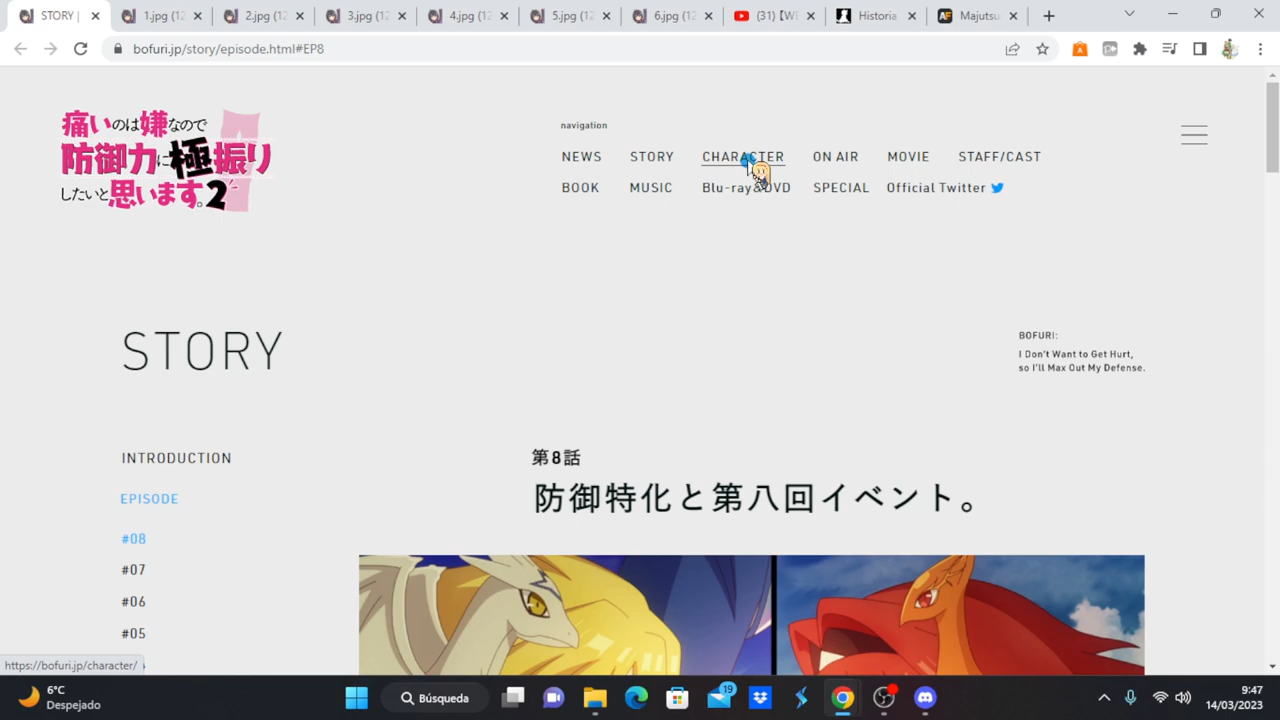 STORY |
1.jpg (12
2.jpg (12
3.jpg (12
4.jpg (12
5.jpg (12
6.jpg (12
(31) 【WE
Historia
Majutsu
bofuri.jp/story/episode.html#EP8
痛いのは嫌なので
防御力に極振り
したいと思います。2
navigation
NEWS STORY CHARACTER ON AIR MOVIE STAFF/CAST
BOOK MUSIC Blu-ray&DVD SPECIAL Official Twitter
STORY
BOFURI:
I Don't Want to Get Hurt,
so I'll Max Out My Defense.
INTRODUCTION
EPISODE
#08
#07
#06
#05
第8話
防御特化と第八回イベント。
https://bofuri.jp/character/
6°C
Despejado
Búsqueda
19
9:47
14/03/2023